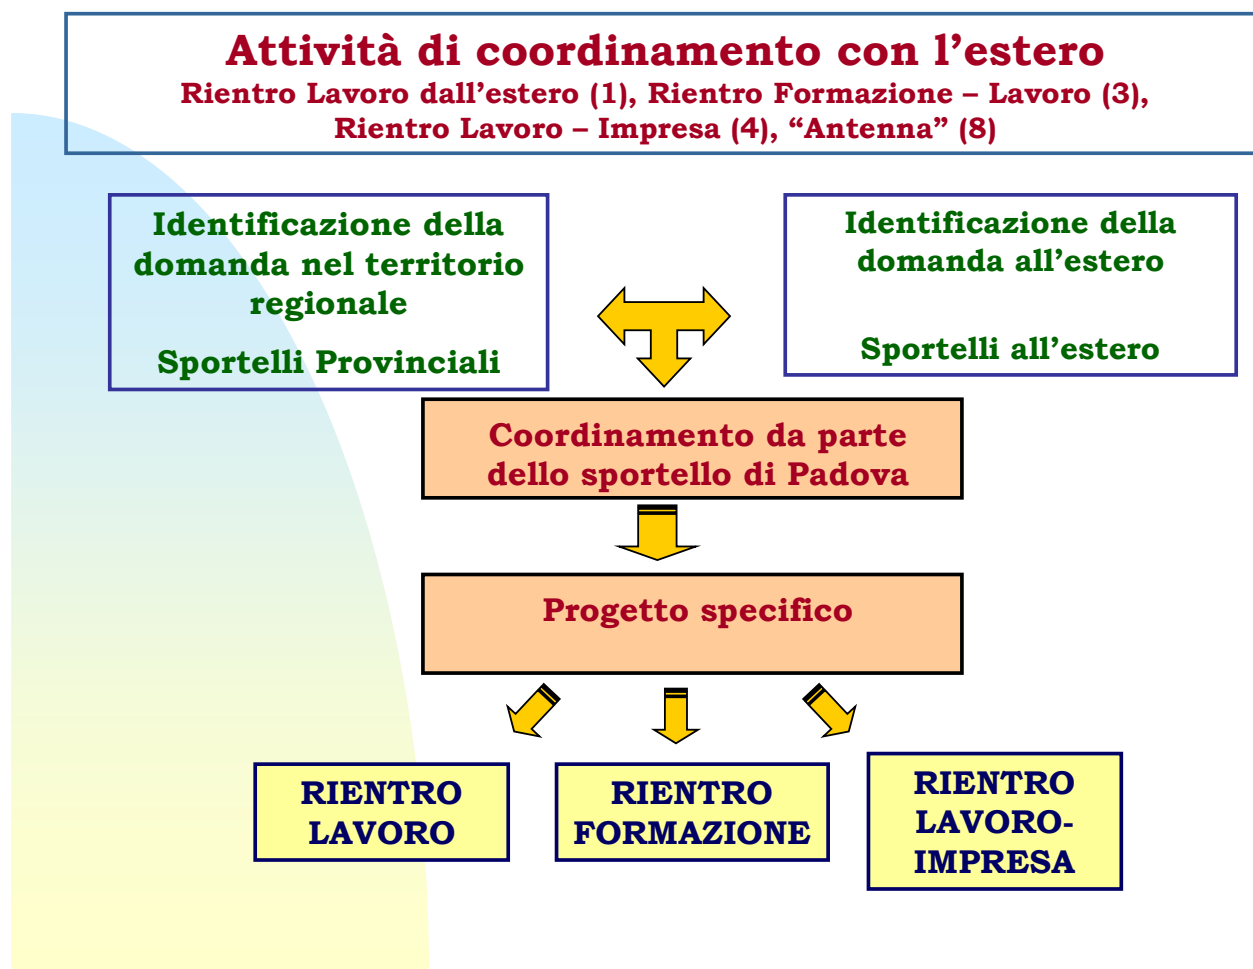 Attività di coordinamento con l’estero
Rientro Lavoro dall’estero (1), Rientro Formazione – Lavoro (3),
Rientro Lavoro – Impresa (4), “Antenna” (8)
Identificazione della
domanda nel territorio
regionale
Sportelli Provinciali
Identificazione della
domanda all’estero
Sportelli all’estero
Coordinamento da parte
dello sportello di Padova
Progetto specifico
RIENTRO
LAVORO
RIENTRO
FORMAZIONE
RIENTRO
LAVORO-
IMPRESA